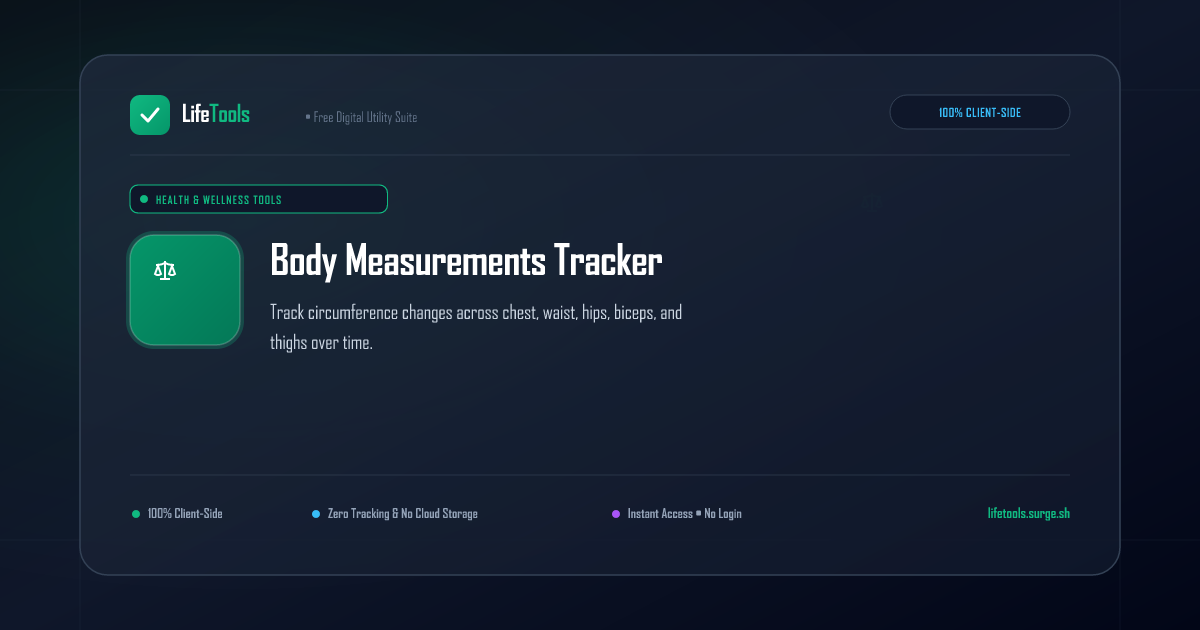 LifeTools
▪ Free Digital Utility Suite
100% CLIENT-SIDE
HEALTH & WELLNESS TOOLS
Body Measurements Tracker
Track circumference changes across chest, waist, hips, biceps, and
thighs over time.
100% Client-Side
Zero Tracking & No Cloud Storage
Instant Access ▪ No Login
lifetools.surge.sh